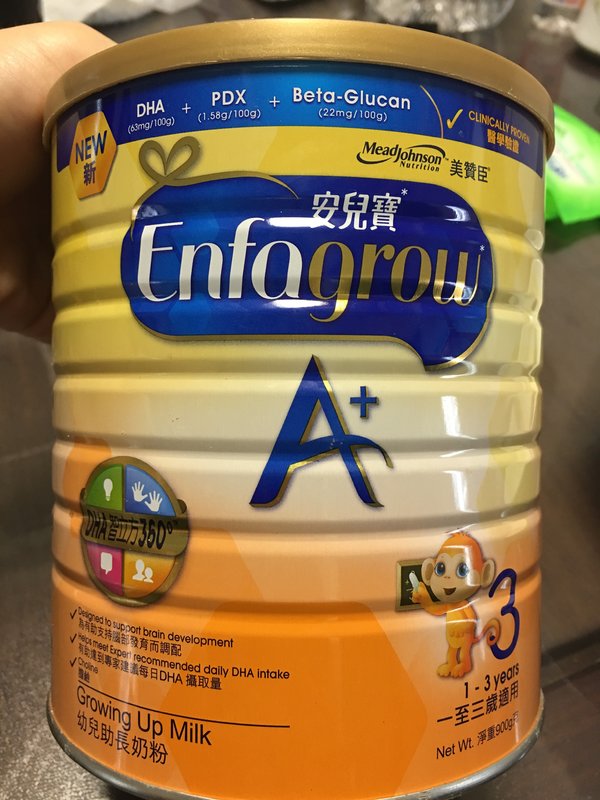 DHA + PDX + Beta-Glucan
(63mg/100g) (1.58g/100g) (22mg/100g)
CLINICALLY PROVEN
醫學驗證
NEW
新
MeadJohnson™
Nutrition
美贊臣®
安兒寶*
Enfagrow*
A+
DHA 智立方360°
Designed to support brain development
為有助支持腦部發育而調配
Helps meet Expert recommended daily DHA intake
有助達到專家建議每日DHA 攝取量
Choline
膽鹼
Growing Up Milk
幼兒助長奶粉
3
1 - 3 years
一至三歲適用
Net Wt. 淨重900g克